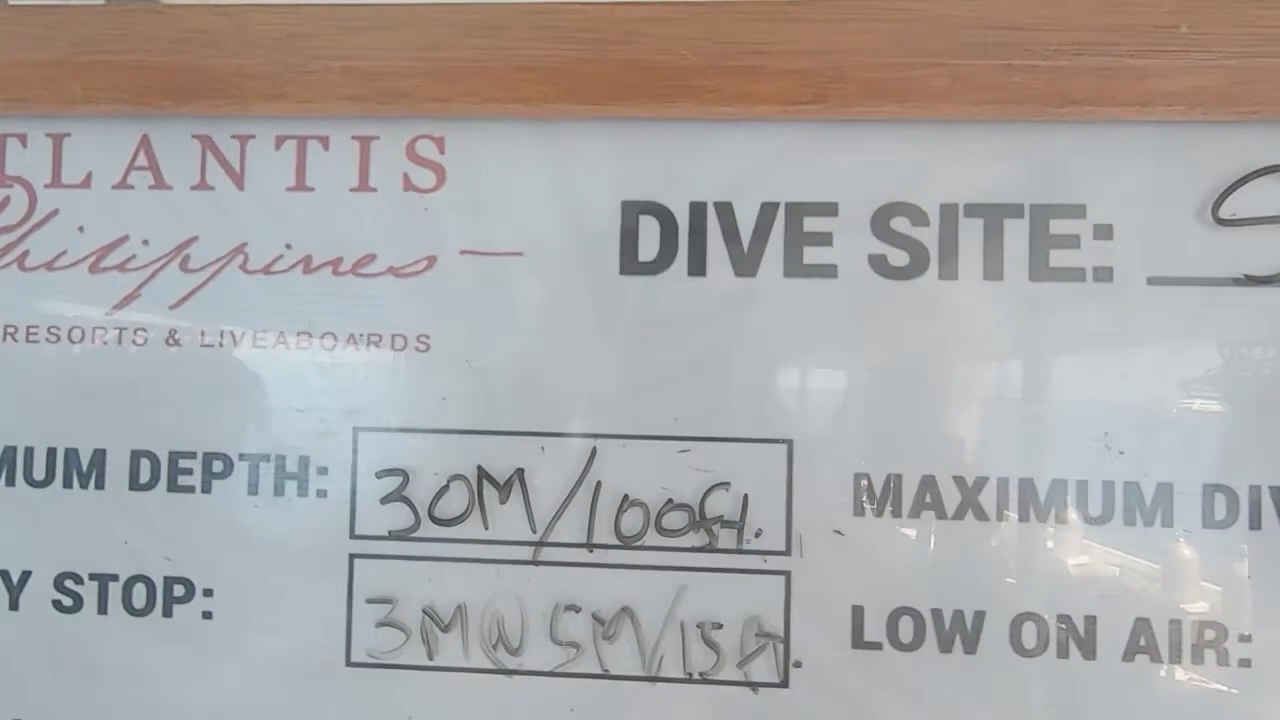 TLANTIS
Philippines
RESORTS & LIVEABOARDS
DIVE SITE: S
MUM DEPTH: 30M/100ft. MAXIMUM DIV
Y STOP: 3M@5M/15ft. LOW ON AIR: